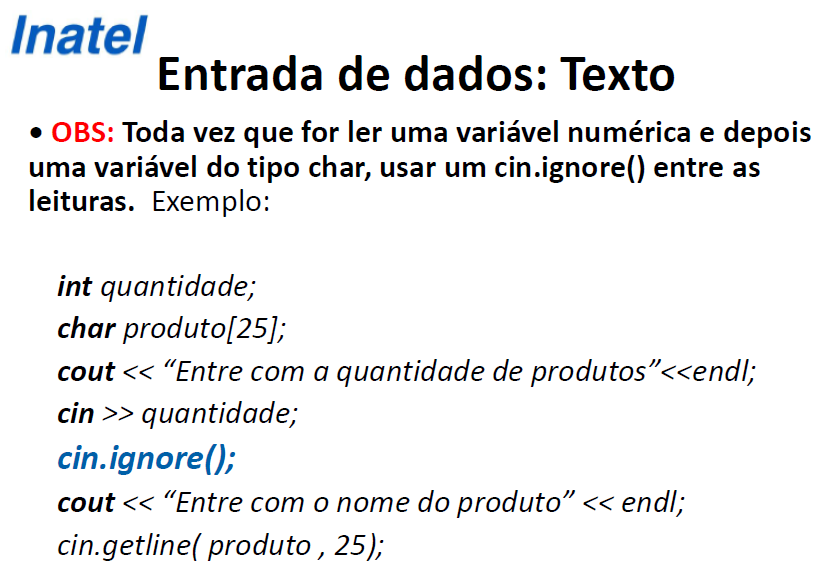 Inatel
Entrada de dados: Texto
• OBS: Toda vez que for ler uma variável numérica e depois
uma variável do tipo char, usar um cin.ignore() entre as
leituras. Exemplo:
int quantidade;
char produto[25];
cout << “Entre com a quantidade de produtos”<<endl;
cin >> quantidade;
cin.ignore();
cout << “Entre com o nome do produto” << endl;
cin.getline( produto , 25);